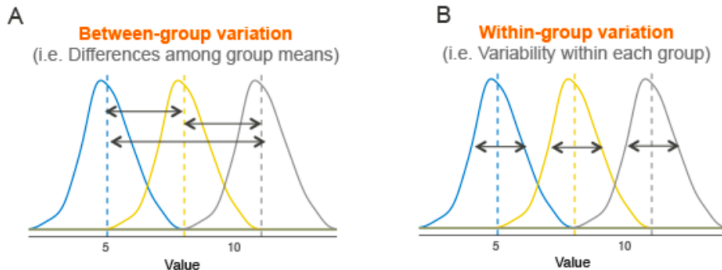 A
Between-group variation
(i.e. Differences among group means)
5
10
Value
B
Within-group variation
(i.e. Variability within each group)
5
10
Value